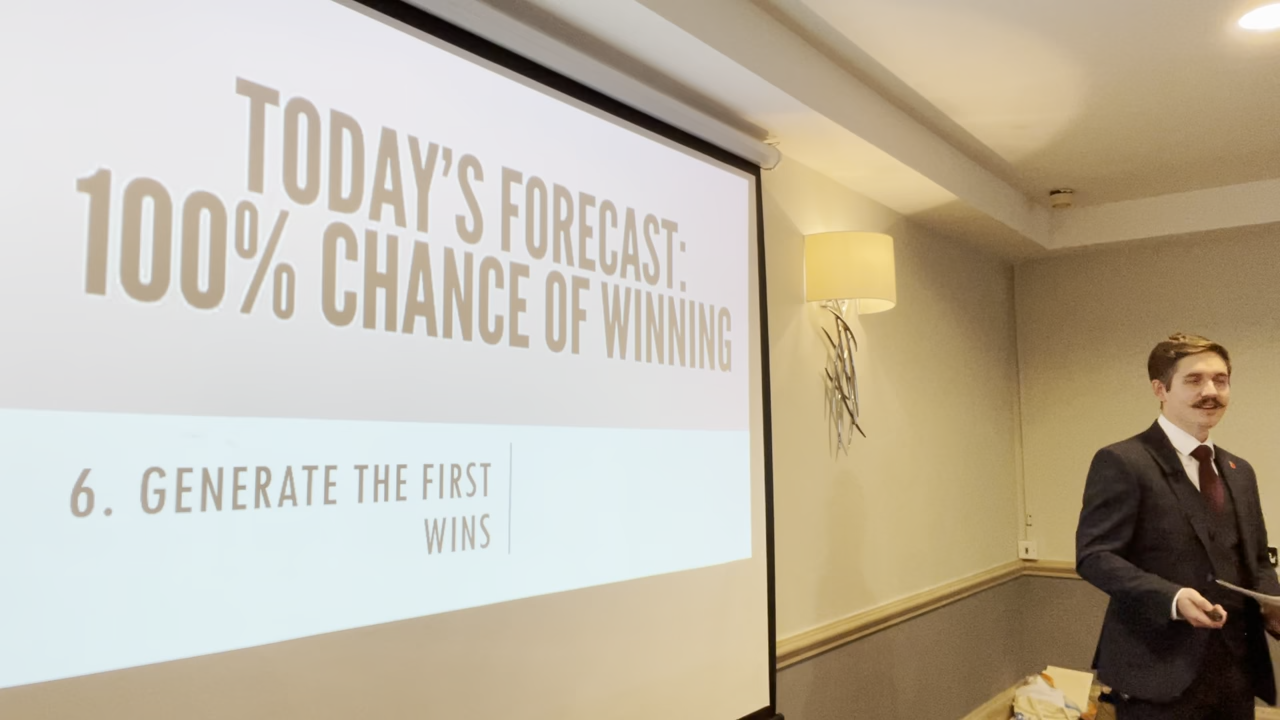 TODAY'S FORECAST:
100% CHANCE OF WINNING
6. GENERATE THE FIRST
WINS